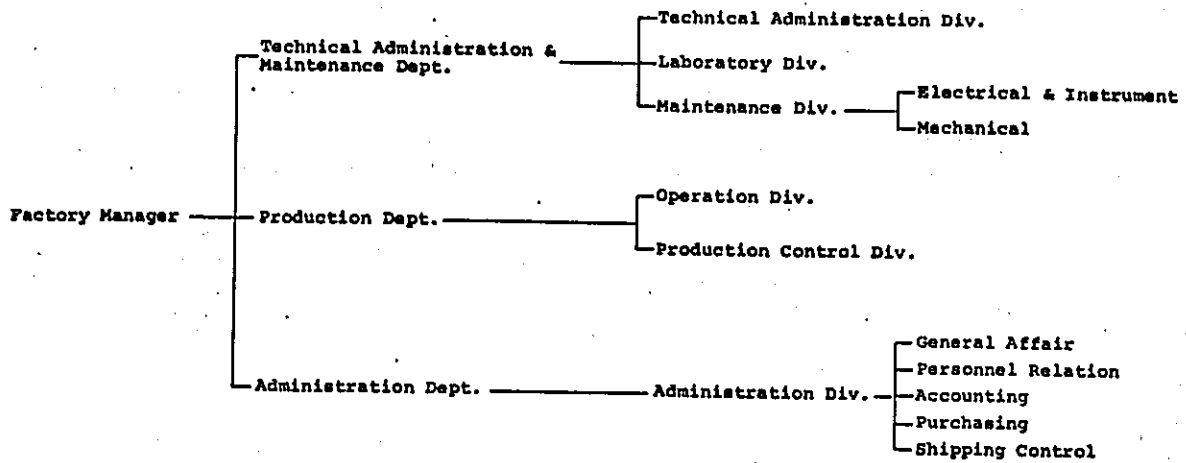 Technical Administration Div.
Technical Administration &
Maintenance Dept.
Laboratory Div.
Maintenance Div.
Electrical & Instrument
Mechanical
Factory Manager
Production Dept.
Operation Div.
Production Control Div.
Administration Dept.
Administration Div.
General Affair
Personnel Relation
Accounting
Purchasing
Shipping Control